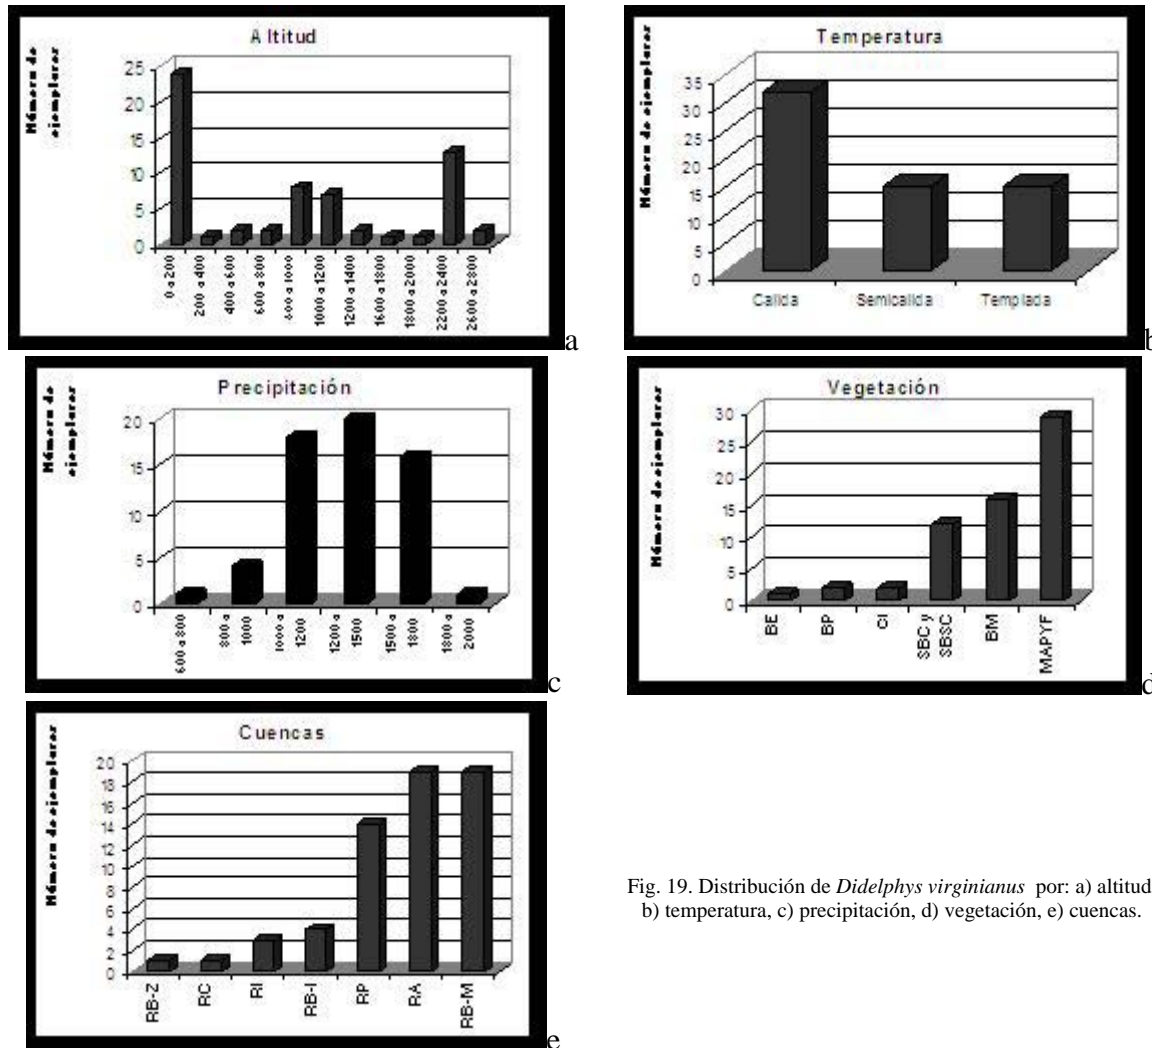 Altitud
Número de
ejemplares
25
20
15
10
5
0
0 a 200
200 a 400
400 a 600
600 a 800
800 a 1000
1000 a 1200
1200 a 1400
1600 a 1800
1800 a 2000
2200 a 2400
2600 a 2800
a
Temperatura
Número de ejemplares
35
30
25
20
15
10
5
0
Calida
Semicalida
Templada
b
Precipitación
Número de
ejemplares
20
15
10
5
0
600 a 800
800 a
1000
1000 a
1200
1200 a
1500
1500 a
1800
1800 a
2000
c
Vegetación
Número de ejemplares
30
25
20
15
10
5
0
BE
BP
GI
SBC y
SBSC
BM
MAPYF
d
Cuencas
Número de ejemplares
20
18
16
14
12
10
8
6
4
2
0
RB-Z
RC
RI
RB-I
RP
RA
RB-M
e
Fig. 19. Distribución de Didelphys virginianus por: a) altitud
b) temperatura, c) precipitación, d) vegetación, e) cuencas.